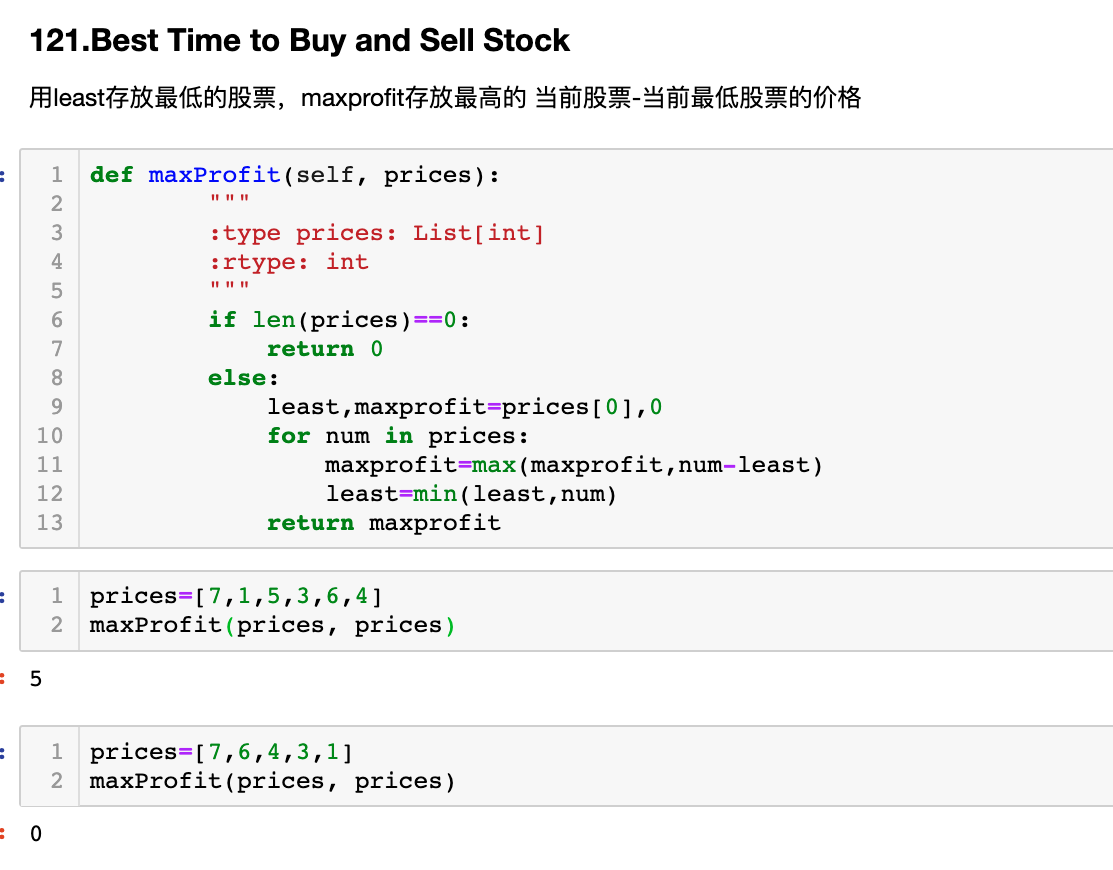 121.Best Time to Buy and Sell Stock
用least存放最低的股票，maxprofit存放最高的 当前股票-当前最低股票的价格
:
1 def maxProfit(self, prices):
2 """
3 :type prices: List[int]
4 :rtype: int
5 """
6 if len(prices)==0:
7 return 0
8 else:
9 least,maxprofit=prices[0],0
10 for num in prices:
11 maxprofit=max(maxprofit,num-least)
12 least=min(least,num)
13 return maxprofit
:
1 prices=[7,1,5,3,6,4]
2 maxProfit(prices, prices)
: 5
:
1 prices=[7,6,4,3,1]
2 maxProfit(prices, prices)
: 0